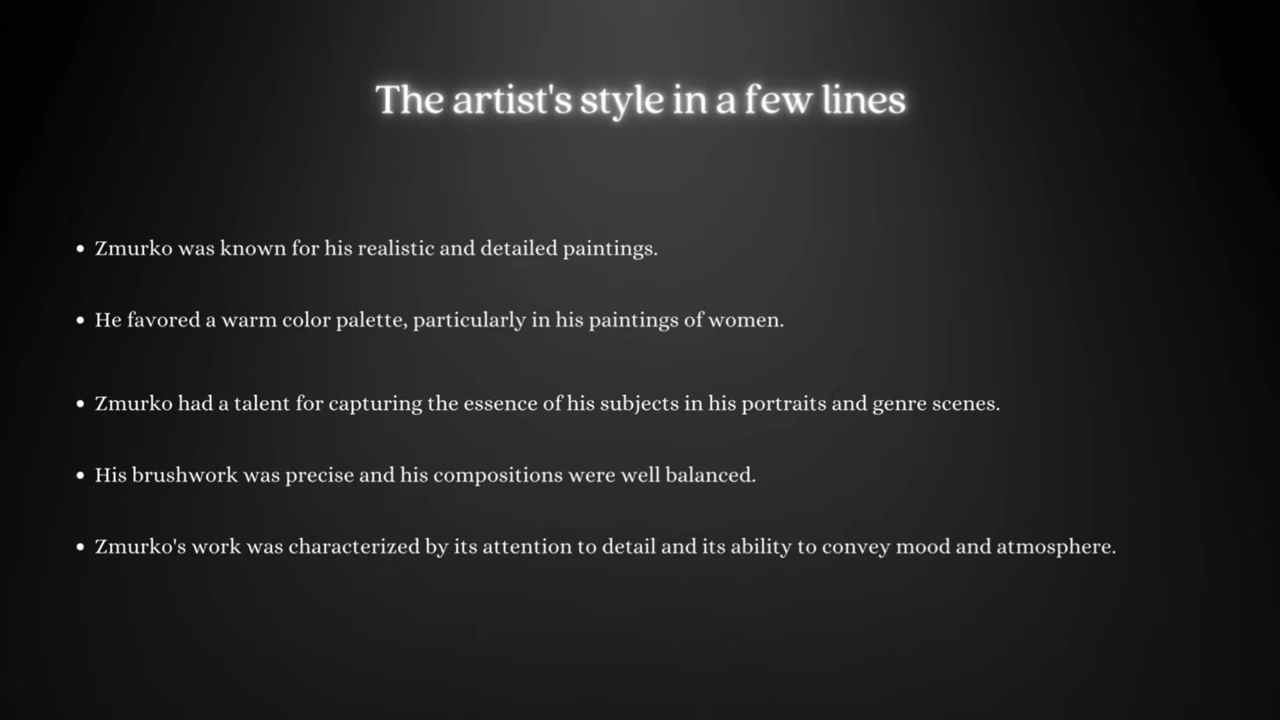 The artist's style in a few lines
• Zmurko was known for his realistic and detailed paintings.
• He favored a warm color palette, particularly in his paintings of women.
• Zmurko had a talent for capturing the essence of his subjects in his portraits and genre scenes.
• His brushwork was precise and his compositions were well balanced.
• Zmurko's work was characterized by its attention to detail and its ability to convey mood and atmosphere.